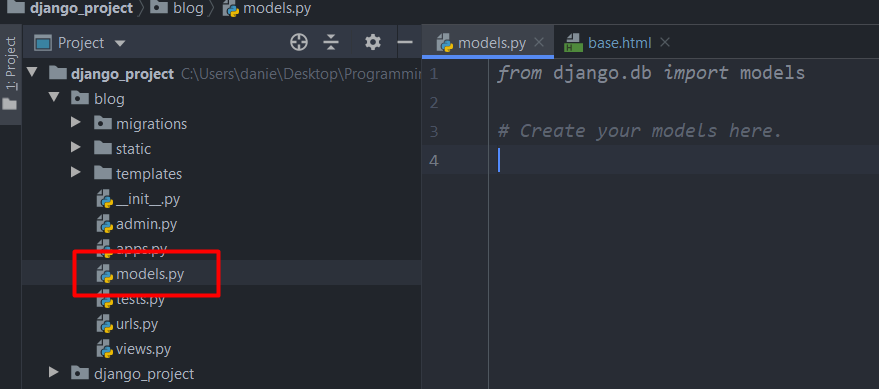 django_project blog models.py
1: Project
Project
models.py
base.html
django_project C:\Users\danie\Desktop\Programmin
blog
migrations
static
templates
__init__.py
admin.py
apps.py
models.py
tests.py
urls.py
views.py
django_project
1 from django.db import models
2
3 # Create your models here.
4